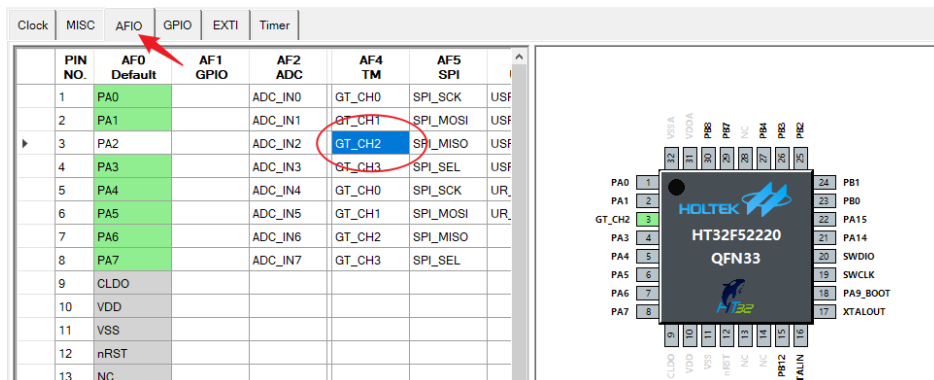 Clock MISC AFIO GPIO EXTI Timer
PIN NO. AF0 Default AF1 GPIO AF2 ADC AF4 TM AF5 SPI
1 PA0 ADC_IN0 GT_CH0 SPI_SCK
2 PA1 ADC_IN1 GT_CH1 SPI_MOSI
3 PA2 ADC_IN2 GT_CH2 SPI_MISO
4 PA3 ADC_IN3 GT_CH3 SPI_SEL
5 PA4 ADC_IN4 GT_CH0 SPI_SCK UR_
6 PA5 ADC_IN5 GT_CH1 SPI_MOSI UR_
7 PA6 ADC_IN6 GT_CH2 SPI_MISO
8 PA7 ADC_IN7 GT_CH3 SPI_SEL
9 CLDO
10 VDD
11 VSS
12 nRST
13 NC
VSSA VDDA PB8 PB7 NC PB4 PB3 PB2
32 31 30 29 28 27 26 25
PA0 1 24 PB1
PA1 2 23 PB0
GT_CH2 3 22 PA15
PA3 4 21 PA14
PA4 5 20 SWDIO
PA5 6 19 SWCLK
PA6 7 18 PA9_BOOT
PA7 8 17 XTALOUT
HOLTEK
HT32F52220
QFN33
HT32
9 10 11 12 13 14 15 16
CLDO VDD VSS nRST NC NC PB12 TALIN